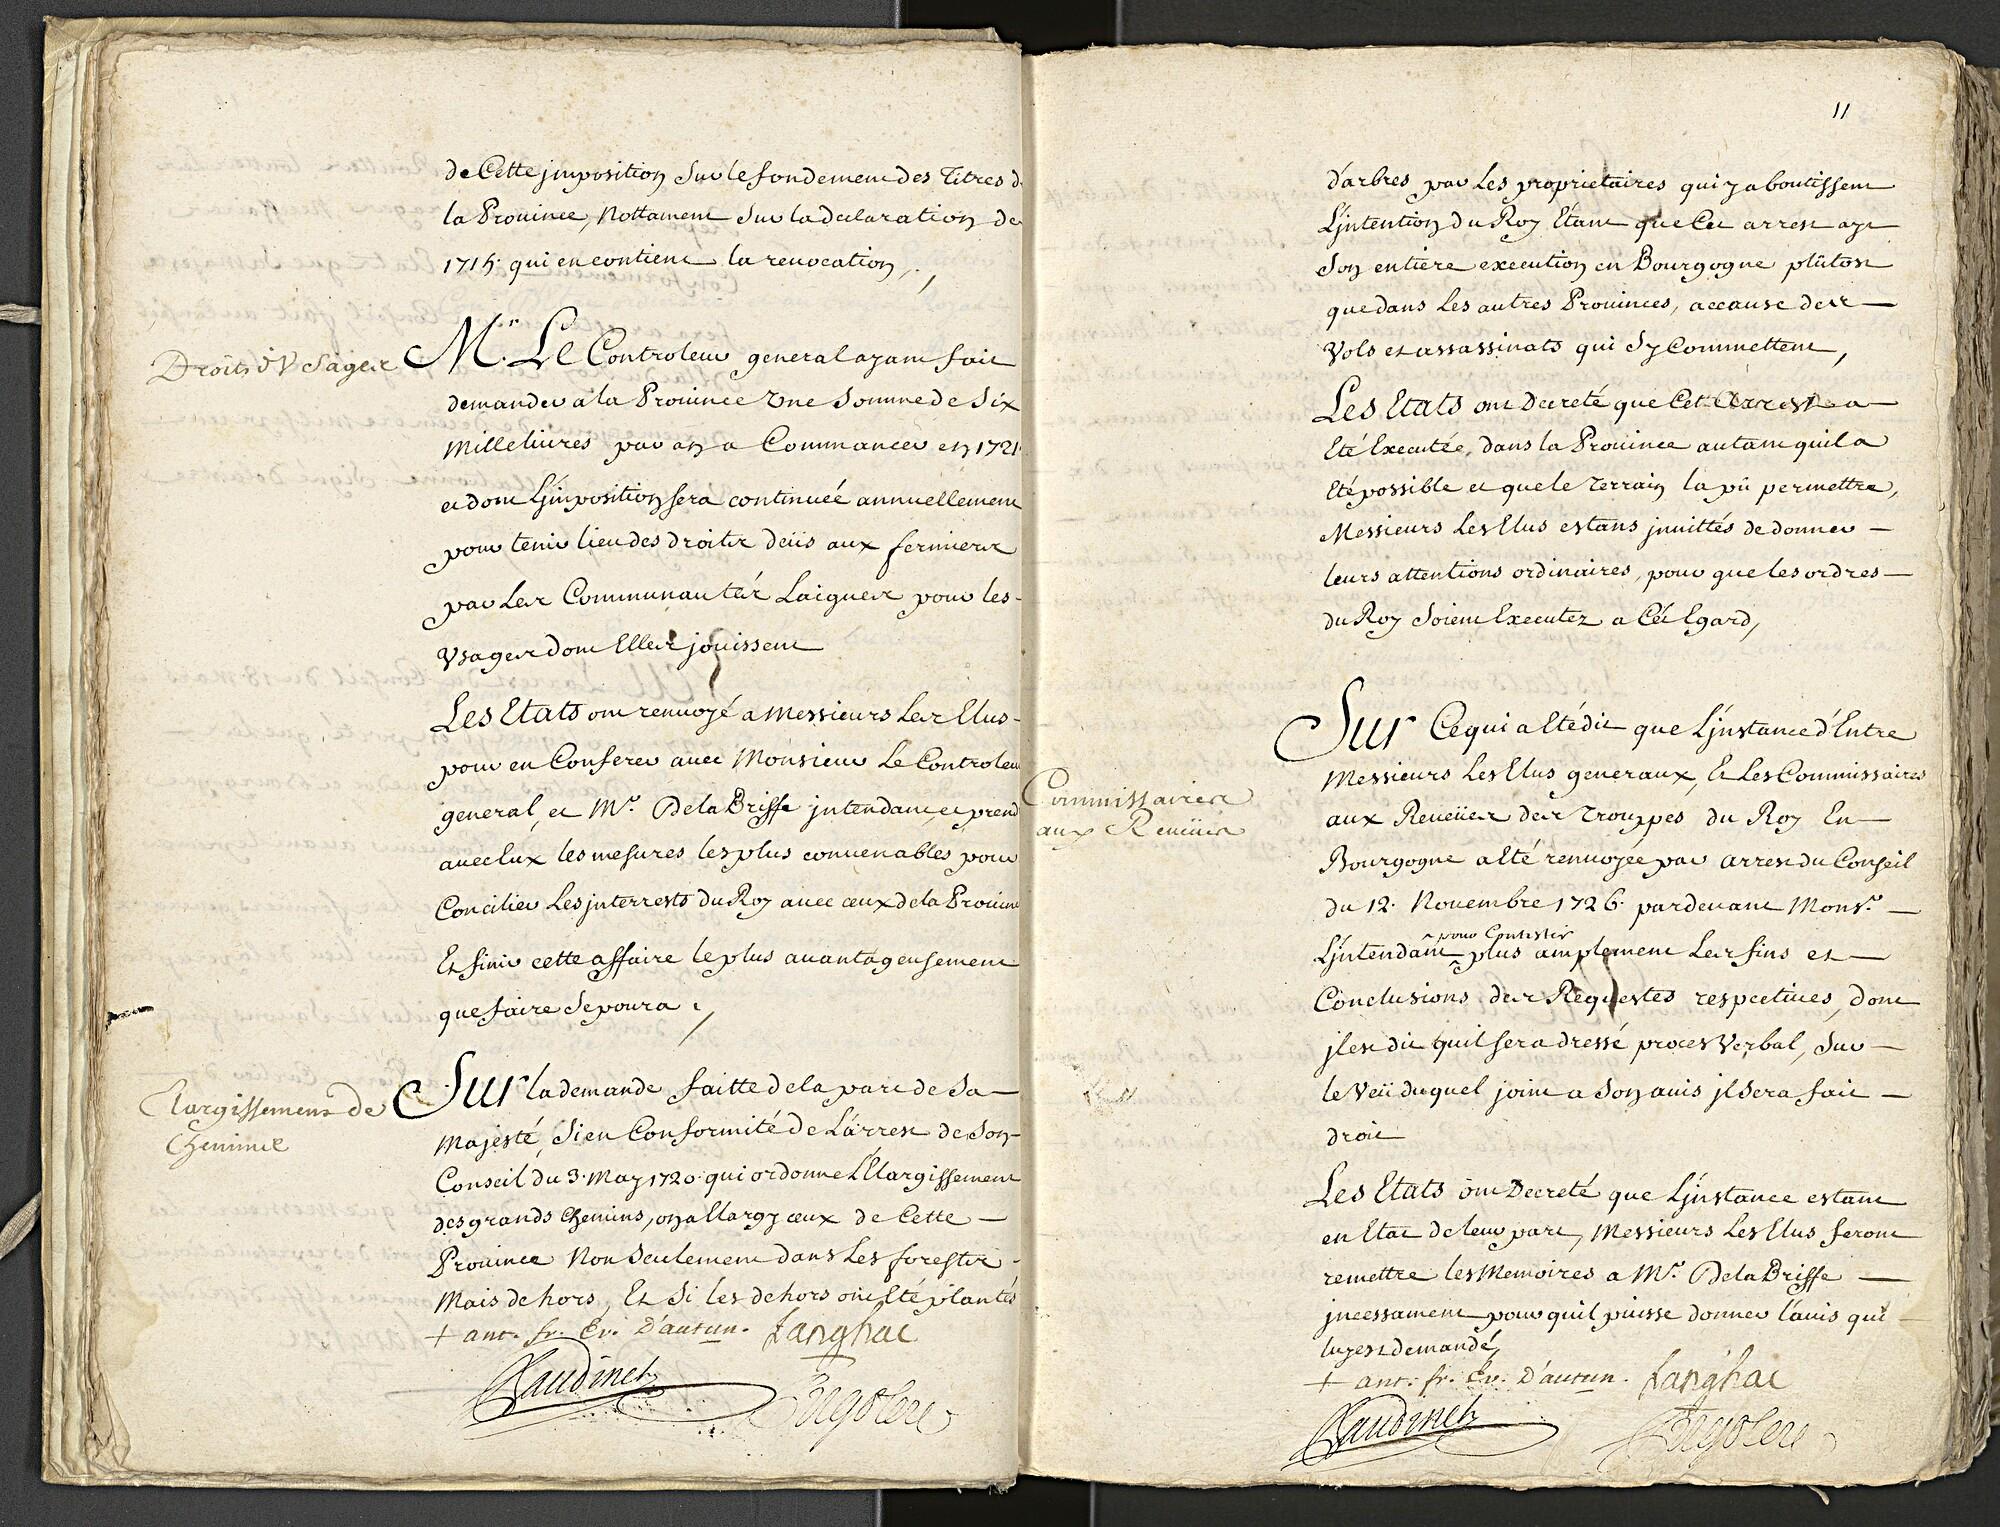 de Cette jmposition Sur le fondement des Titres de
la Prouince, Nottament Sur la declaration de
1715. qui en contient la reuocation,./
Droits d'Vsages
Mr. Le Controleur general ayant fait
demander a la Prouince Vne Somme de Six
Mille liures par an a Commancer en 1721.
et dont L'jmposition sera continuée annuellement
pour tenir lieu des droits deüs aux fermiers
par Les Communautés Laigues pour les
Vsages dont Elles jouissent
Les Etats ont renuoyé a Messieurs Les Elus
pour en Conferer auec Monsieur Le Controleur
general, et Mr. De la Briffe jntendant, et prendre
auec Eux les mesures les plus conuenables pour
Concilier Les jnterrests du Roy auec ceux de la Prouince
Et finir cette affaire le plus auantageusement
que faire Se poura ./
Elargissement de
Chemins
Sur la demande faitte de la part de Sa
Majesté, Si en Conformité de L'arrest de Son
Conseil du 3. May 1720. qui ordonne L'Elargissement
des grands Chemins, on a Elargy ceux de Cette
Prouince Non Seulement dans Les forests
Mais dehors, Et Si les dehors ont Eté plantés
+ ant. fr. Ev. D'autun. Langhac
Baudinet
Rigoley
11
d'arbres par Les proprietaires qui y aboutissent
L'jntention du Roy Etant que Cet arrest ayt
Son entiere execution en Bourgogne plûtost
que dans Les autres Prouinces, accause des
Vols et assassinats qui S'y Commettent,
Les Etats ont Decreté que Cet Arrest a
Eté Executée, dans la Prouince autant quil a
Eté possible et que le Terrain la pû permettre,
Messieurs Les Elus estans jnuittés de donner
leurs attentions ordinaires, pour que les ordres
du Roy Soient Executez a Cét Egard,
Commissaires
aux Reuües
Sur Ce qui a Eté dit que L'jnstance d'Entre
Messieurs Les Elus generaux, Et Les Commissaires
aux Reueües des Trouppes du Roy En
Bourgogne a Eté renuoyée par arrest du Conseil
du 12. Nouembre 1726. pardeuant Monsr.
^ pour Contester
L'jntendant plus amplement Les fins et
Conclusions des Requestes respectiues, dont
jl est dit quil sera dressé proces Verbal, Sur
le Veü duquel joint a Son auis jl Sera fait
droit
Les Etats ont Decreté que L'jnstance estant
en Etat de leur part, Messieurs Les Elus feront
remettre les Memoires a Mr. De la Briffe
jncessament pour quil puisse donner l'auis qui
luy est demandé,
+ ant. fr. Ev. D'autun. Langhac
Baudinet
Rigoley